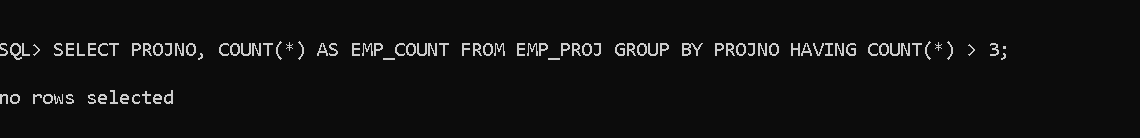 SQL> SELECT PROJNO, COUNT(*) AS EMP_COUNT FROM EMP_PROJ GROUP BY PROJNO HAVING COUNT(*) > 3;
no rows selected